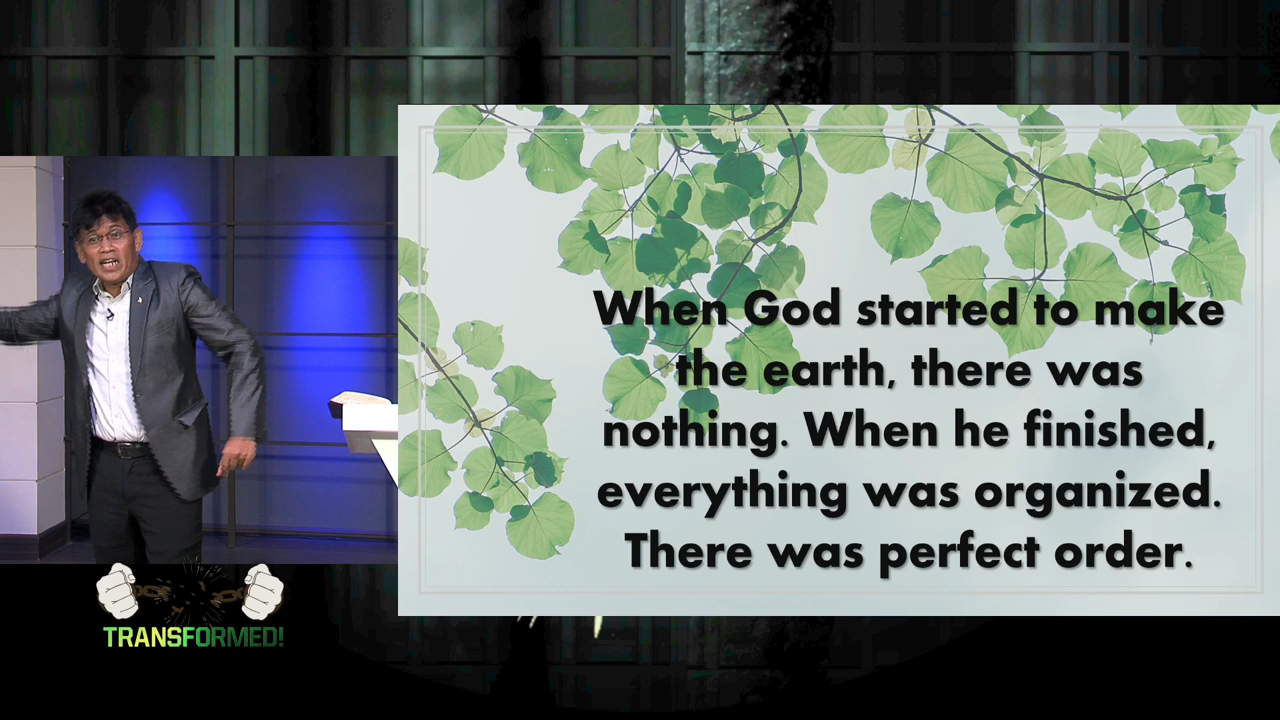 When God started to make
the earth, there was
nothing. When he finished,
everything was organized.
There was perfect order.
TRANSFORMED!